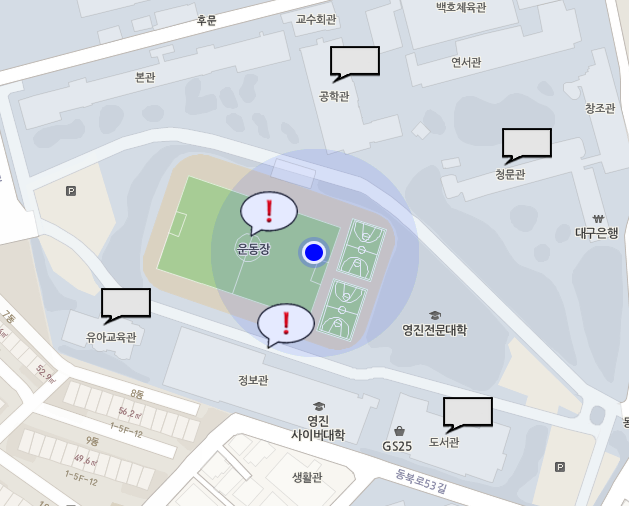 후문
교수회관
백호체육관
연서관
본관
공학관
창조관
청문관
P
₩
대구은행
❗
운동장
7동
❗
영진전문대학
유아교육관
정보관
52.9㎡
8동
56.2㎡
1-5F-12
영진
사이버대학
GS25
도서관
9동
49.6㎡
1-5F-12
생활관
동북로53길
P